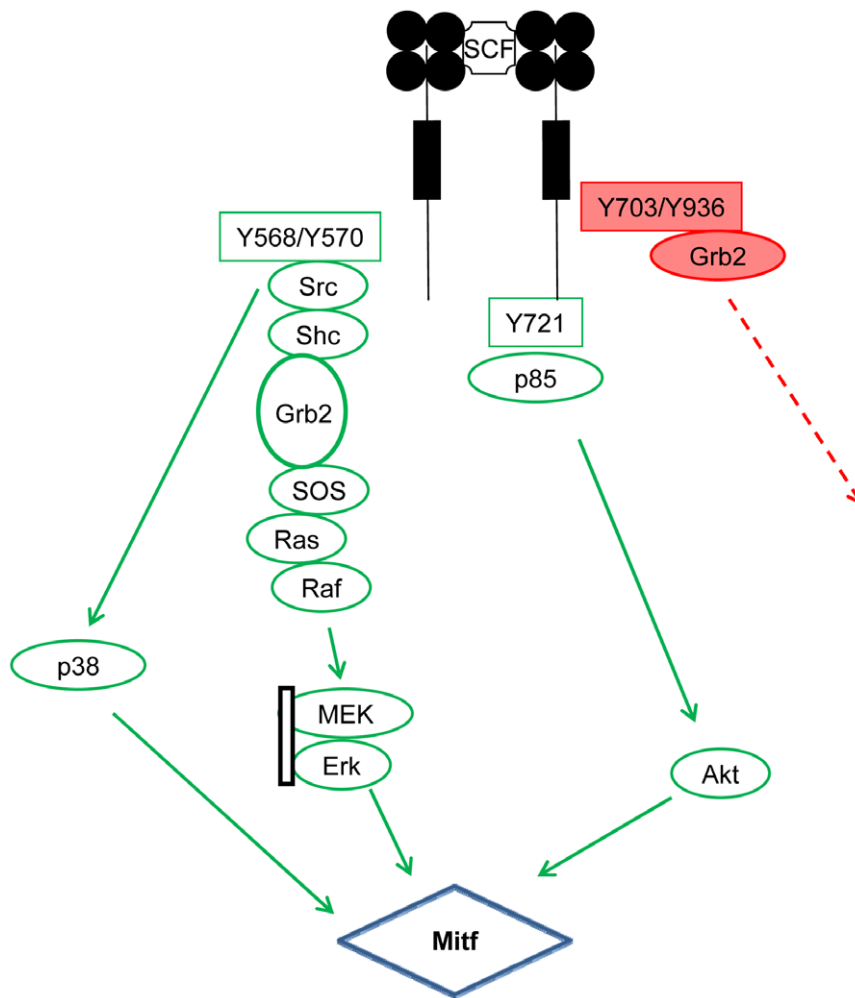 SCF
Y703/Y936
Grb2
Y568/Y570
Src
Shc
Grb2
SOS
Ras
Raf
Y721
p85
p38
MEK
Erk
Akt
Mitf